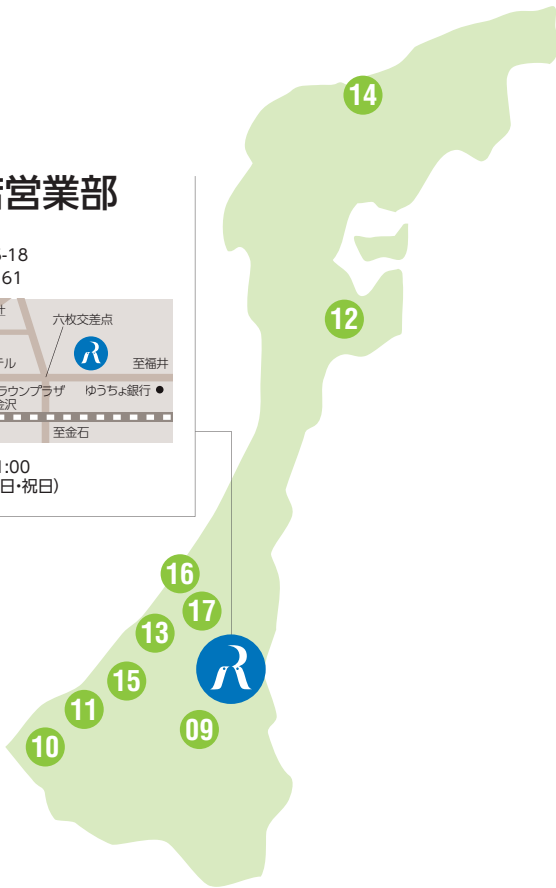 営業部
-18
61
六枚交差点
テル
至福井
ラウンプラザ
金沢
ゆうちょ銀行
至金石
:00
日・祝日）
14
12
16
17
13
15
11
09
10